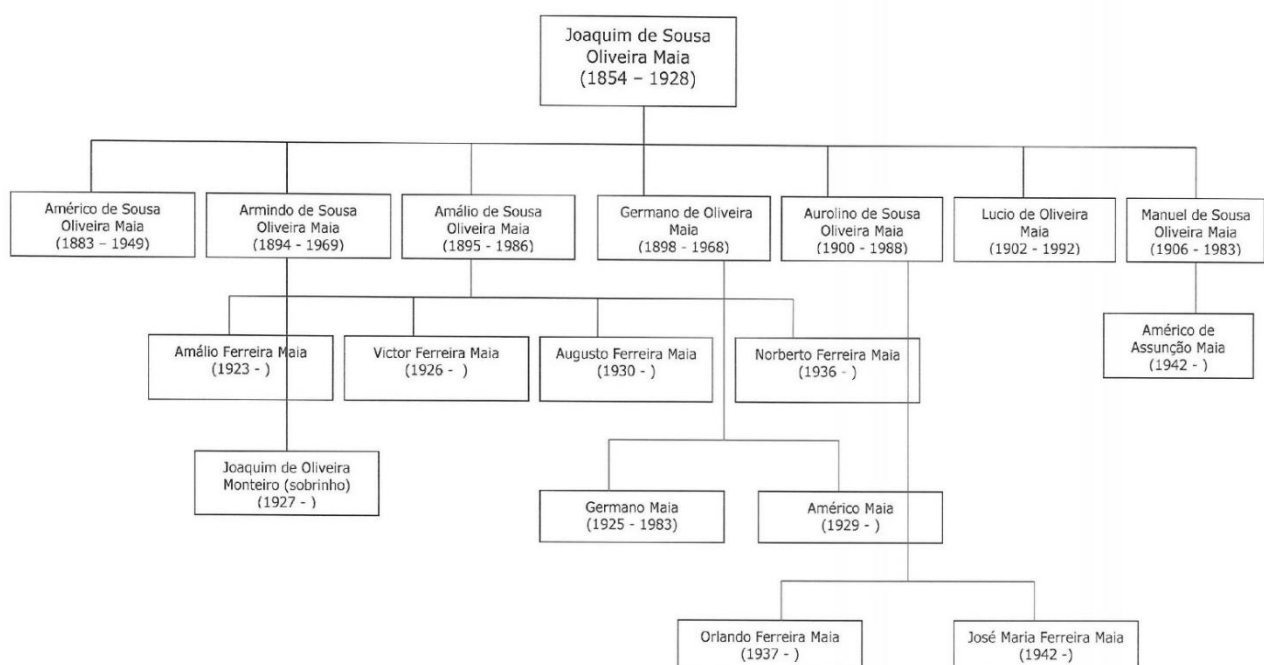 Joaquim de Sousa
Oliveira Maia
(1854 – 1928)
Américo de Sousa
Oliveira Maia
(1883 – 1949)
Armindo de Sousa
Oliveira Maia
(1894 - 1969)
Amálio de Sousa
Oliveira Maia
(1895 - 1986)
Germano de Oliveira
Maia
(1898 - 1968)
Aurolino de Sousa
Oliveira Maia
(1900 - 1988)
Lucio de Oliveira
Maia
(1902 - 1992)
Manuel de Sousa
Oliveira Maia
(1906 - 1983)
Amálio Ferreira Maia
(1923 - )
Victor Ferreira Maia
(1926 - )
Augusto Ferreira Maia
(1930 - )
Norberto Ferreira Maia
(1936 - )
Américo de
Assunção Maia
(1942 - )
Joaquim de Oliveira
Monteiro (sobrinho)
(1927 - )
Germano Maia
(1925 - 1983)
Américo Maia
(1929 - )
Orlando Ferreira Maia
(1937 - )
José Maria Ferreira Maia
(1942 - )